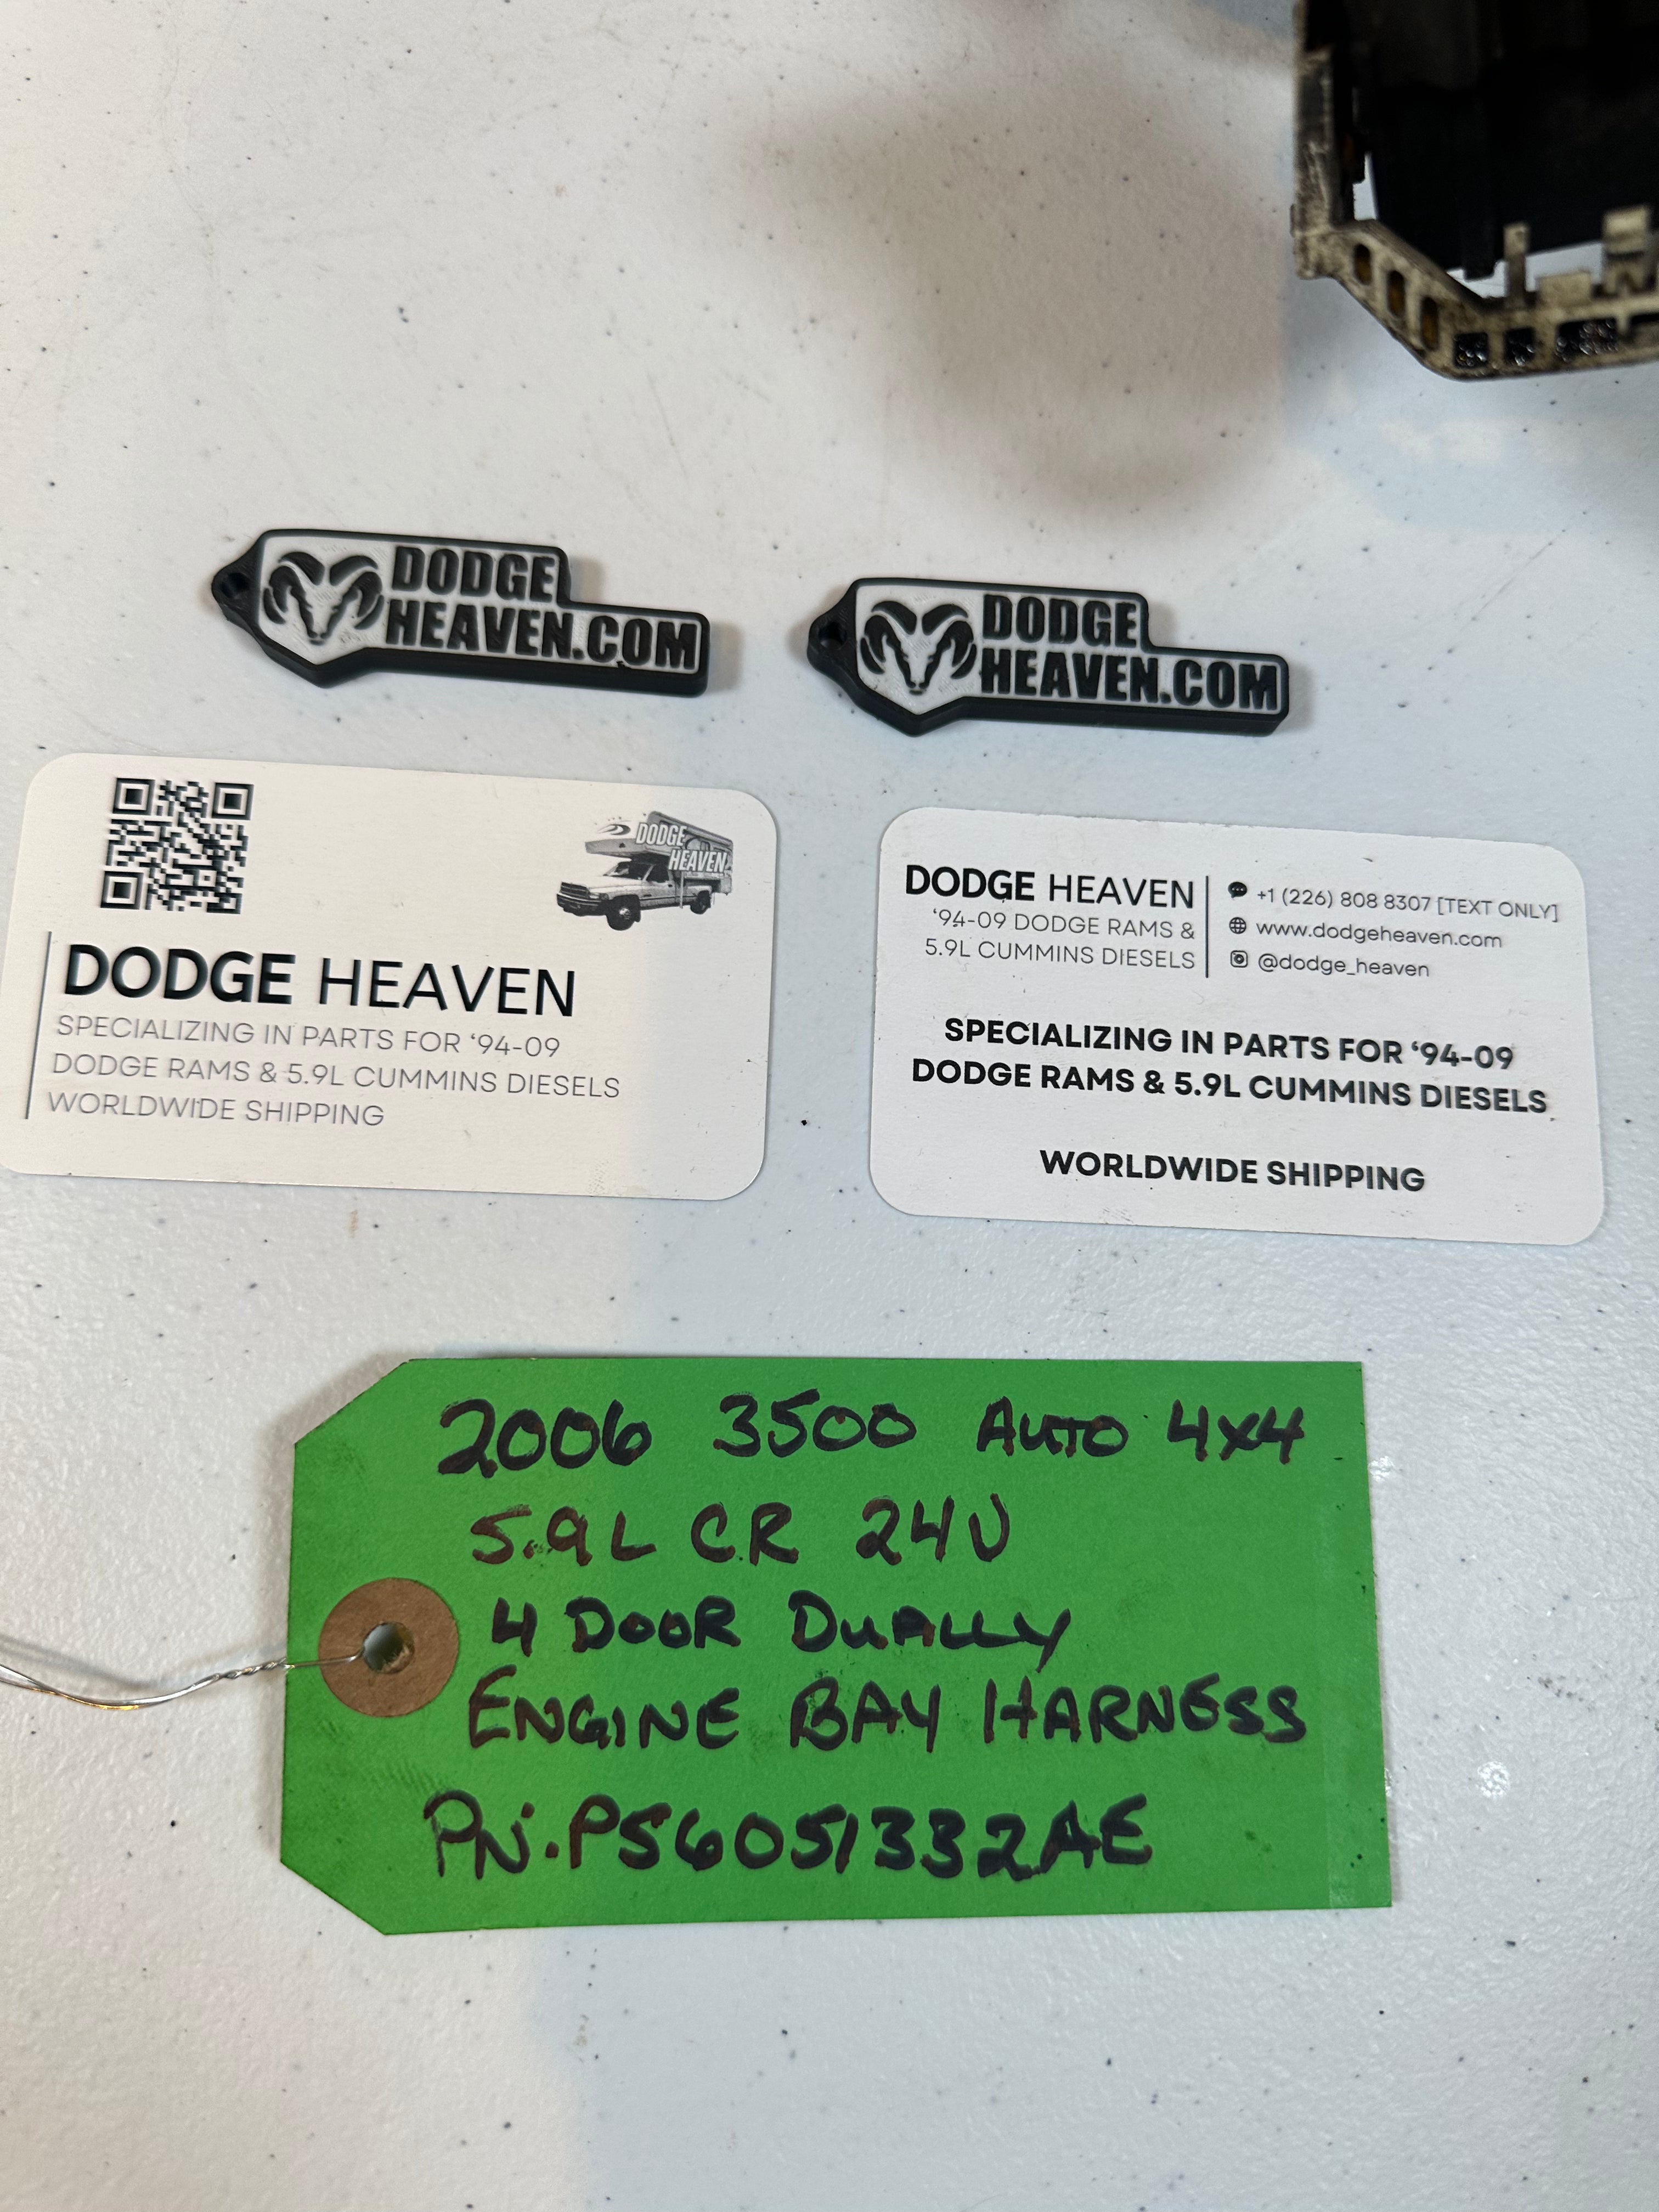 DODGE
HEAVEN.COM
DODGE
HEAVEN.COM
DODGE
HEAVEN
DODGE HEAVEN
SPECIALIZING IN PARTS FOR ‘94-09
DODGE RAMS & 5.9L CUMMINS DIESELS
WORLDWIDE SHIPPING
DODGE HEAVEN
‘94-09 DODGE RAMS &
5.9L CUMMINS DIESELS
+1 (226) 808 8307 [TEXT ONLY]
www.dodgeheaven.com
@dodge_heaven
SPECIALIZING IN PARTS FOR ‘94-09
DODGE RAMS & 5.9L CUMMINS DIESELS
WORLDWIDE SHIPPING
2006 3500 AUTO 4x4
5.9L CR 24V
4 DOOR DUALLY
ENGINE BAY HARNESS
PN:P56051332AE